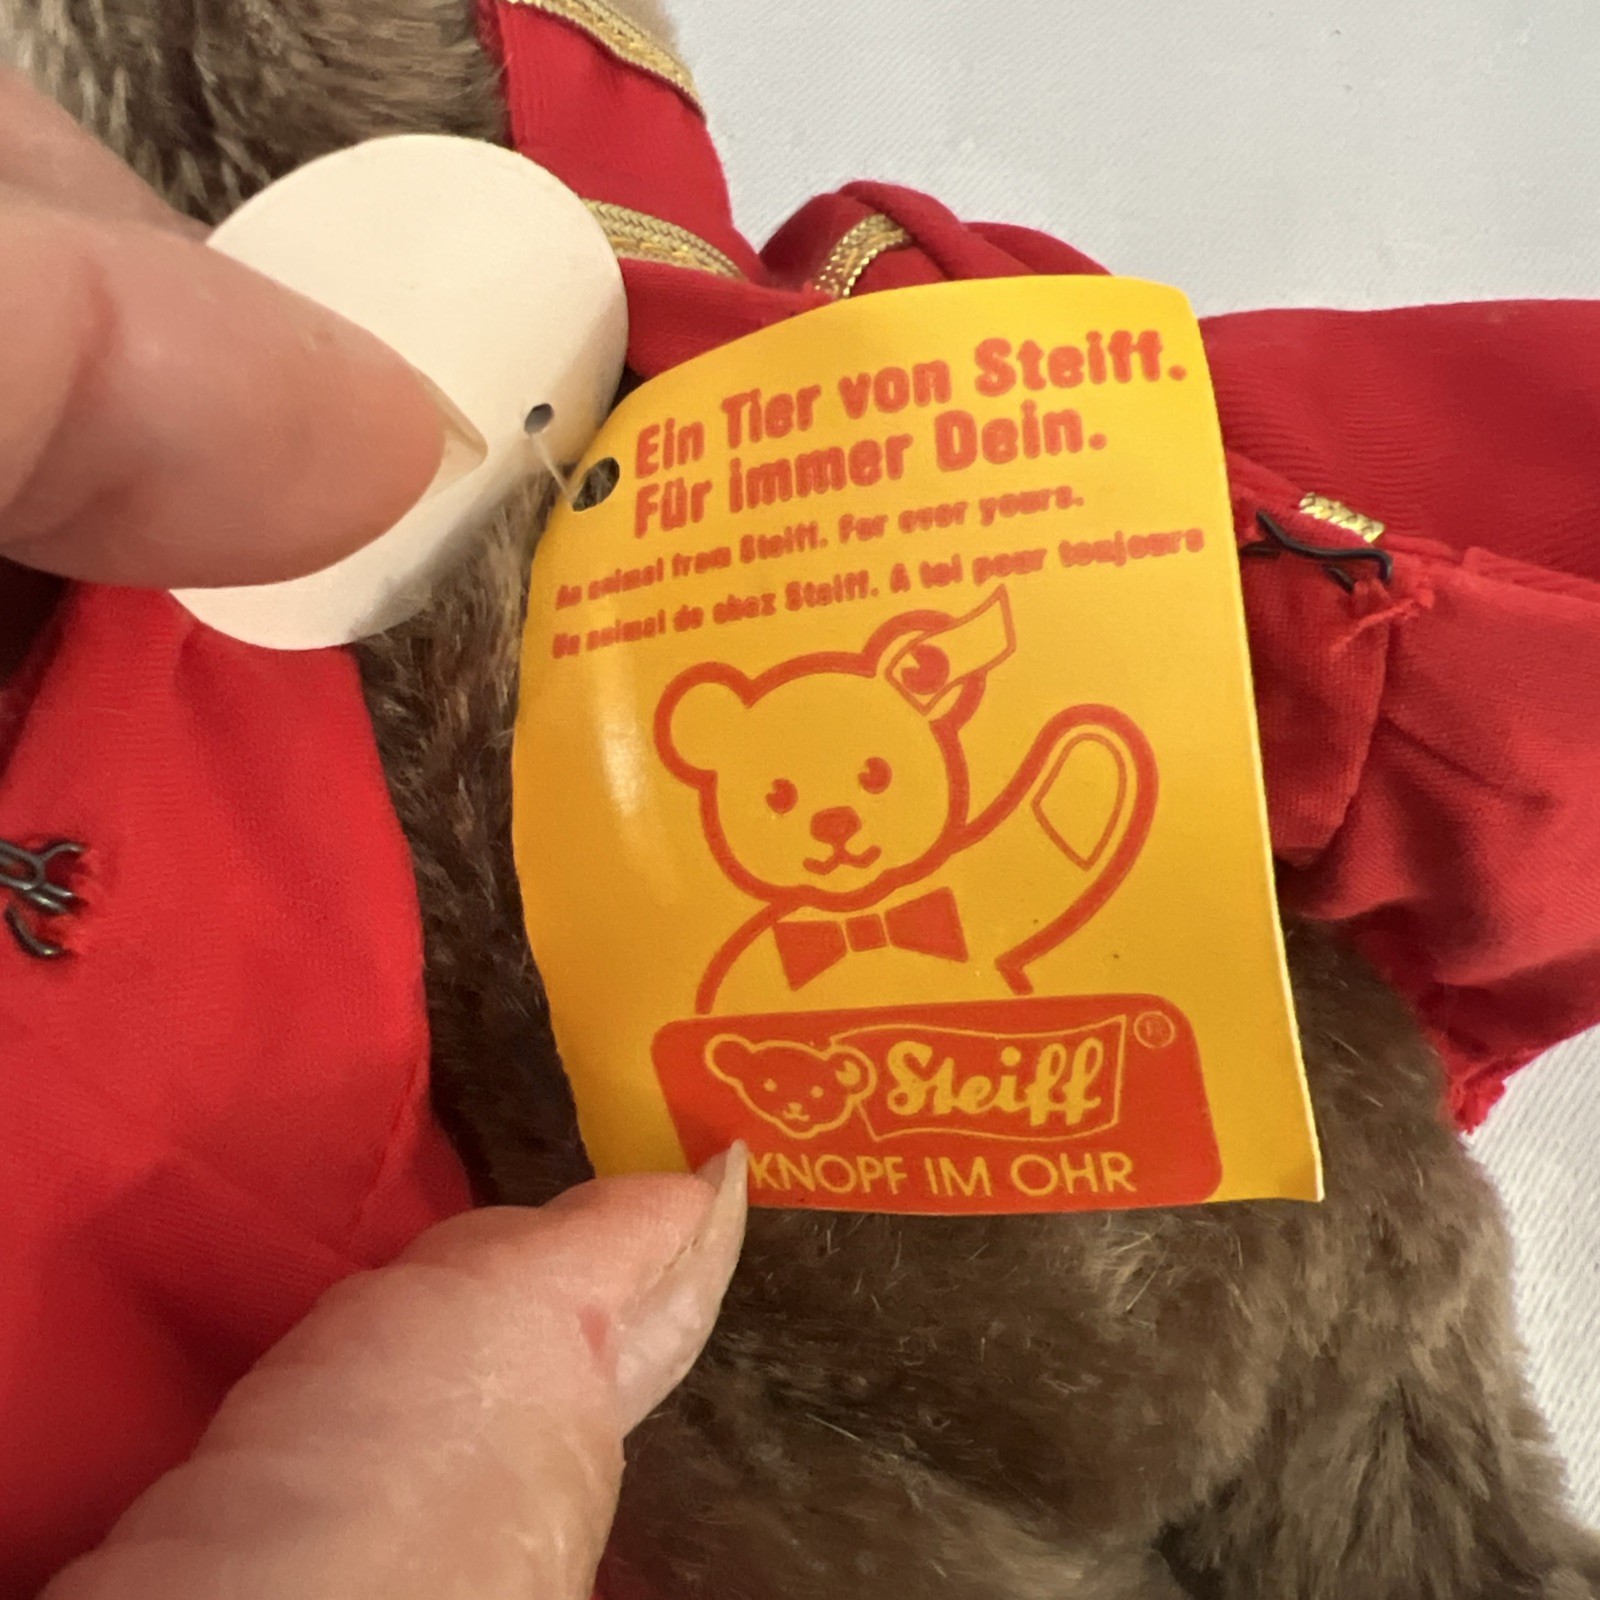 Ein Tier von Steiff.
Für immer Dein.
An animal from Steiff. For ever yours.
Un animal de chez Steiff. A toi pour toujours
Steiff ®
KNOPF IM OHR